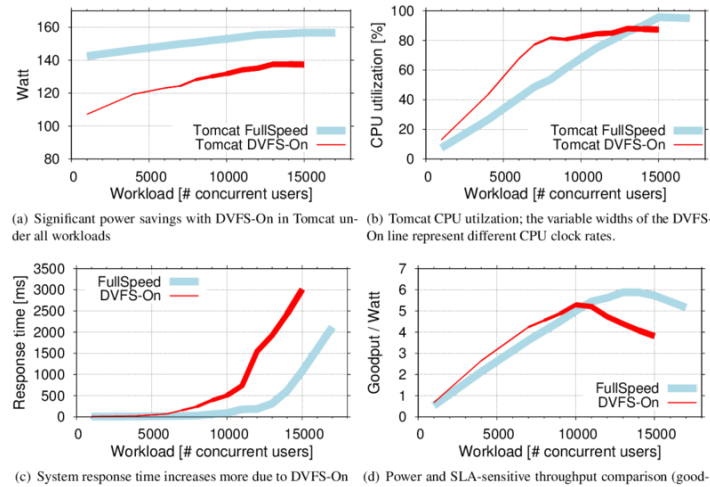 160
140
120
100
80
Watt
Tomcat FullSpeed
Tomcat DVFS-On
5000 10000 15000
Workload [# concurrent users]
(a) Significant power savings with DVFS-On in Tomcat un-
der all workloads
100
80
60
40
20
0
CPU utilization [%]
Tomcat FullSpeed
Tomcat DVFS-On
5000 10000 15000
Workload [# concurrent users]
(b) Tomcat CPU utilzation; the variable widths of the DVFS-
On line represent different CPU clock rates.
3500
3000
2500
2000
1500
1000
500
0
Response time [ms]
FullSpeed
DVFS-On
5000 10000 15000
Workload [# concurrent users]
(c) System response time increases more due to DVFS-On
7
6
5
4
3
2
1
0
Goodput / Watt
FullSpeed
DVFS-On
5000 10000 15000
Workload [# concurrent users]
(d) Power and SLA-sensitive throughput comparison (good-